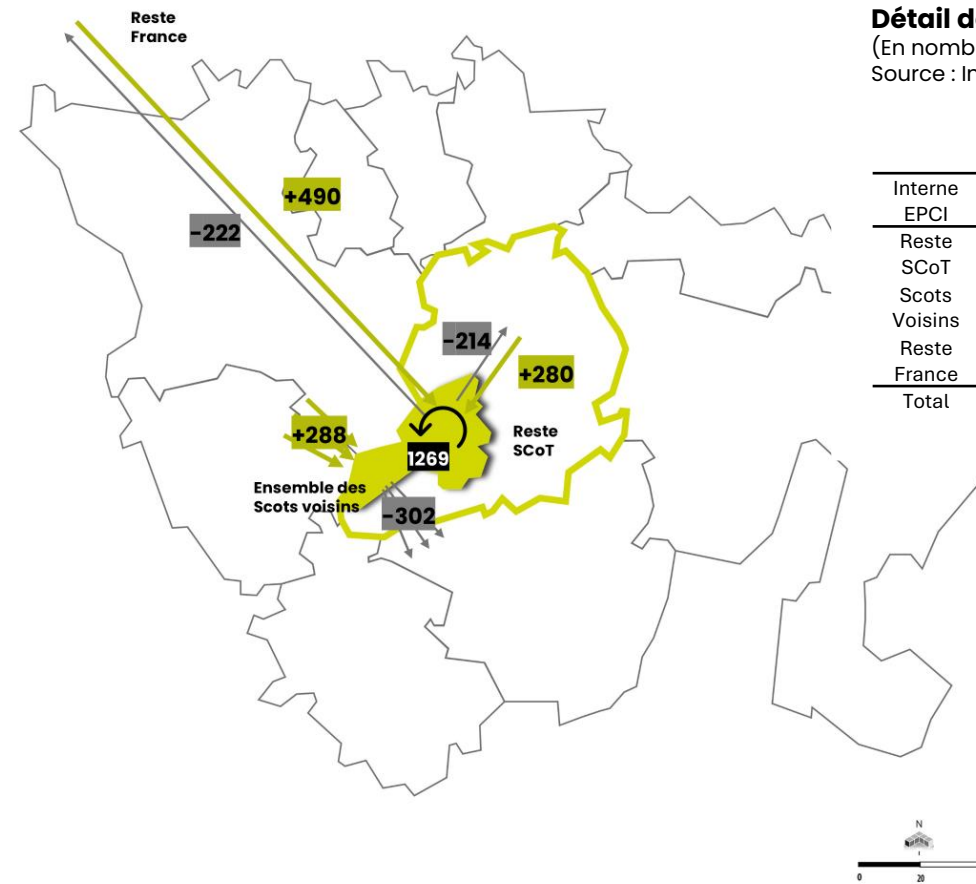 Reste
France
+490
-222
-214
+280
+288
1269
Reste
SCoT
Ensemble des
Scots voisins
-302
Détail d
(En nomb
Source : In
Interne
EPCI
Reste
SCoT
Scots
Voisins
Reste
France
Total
N
0 20